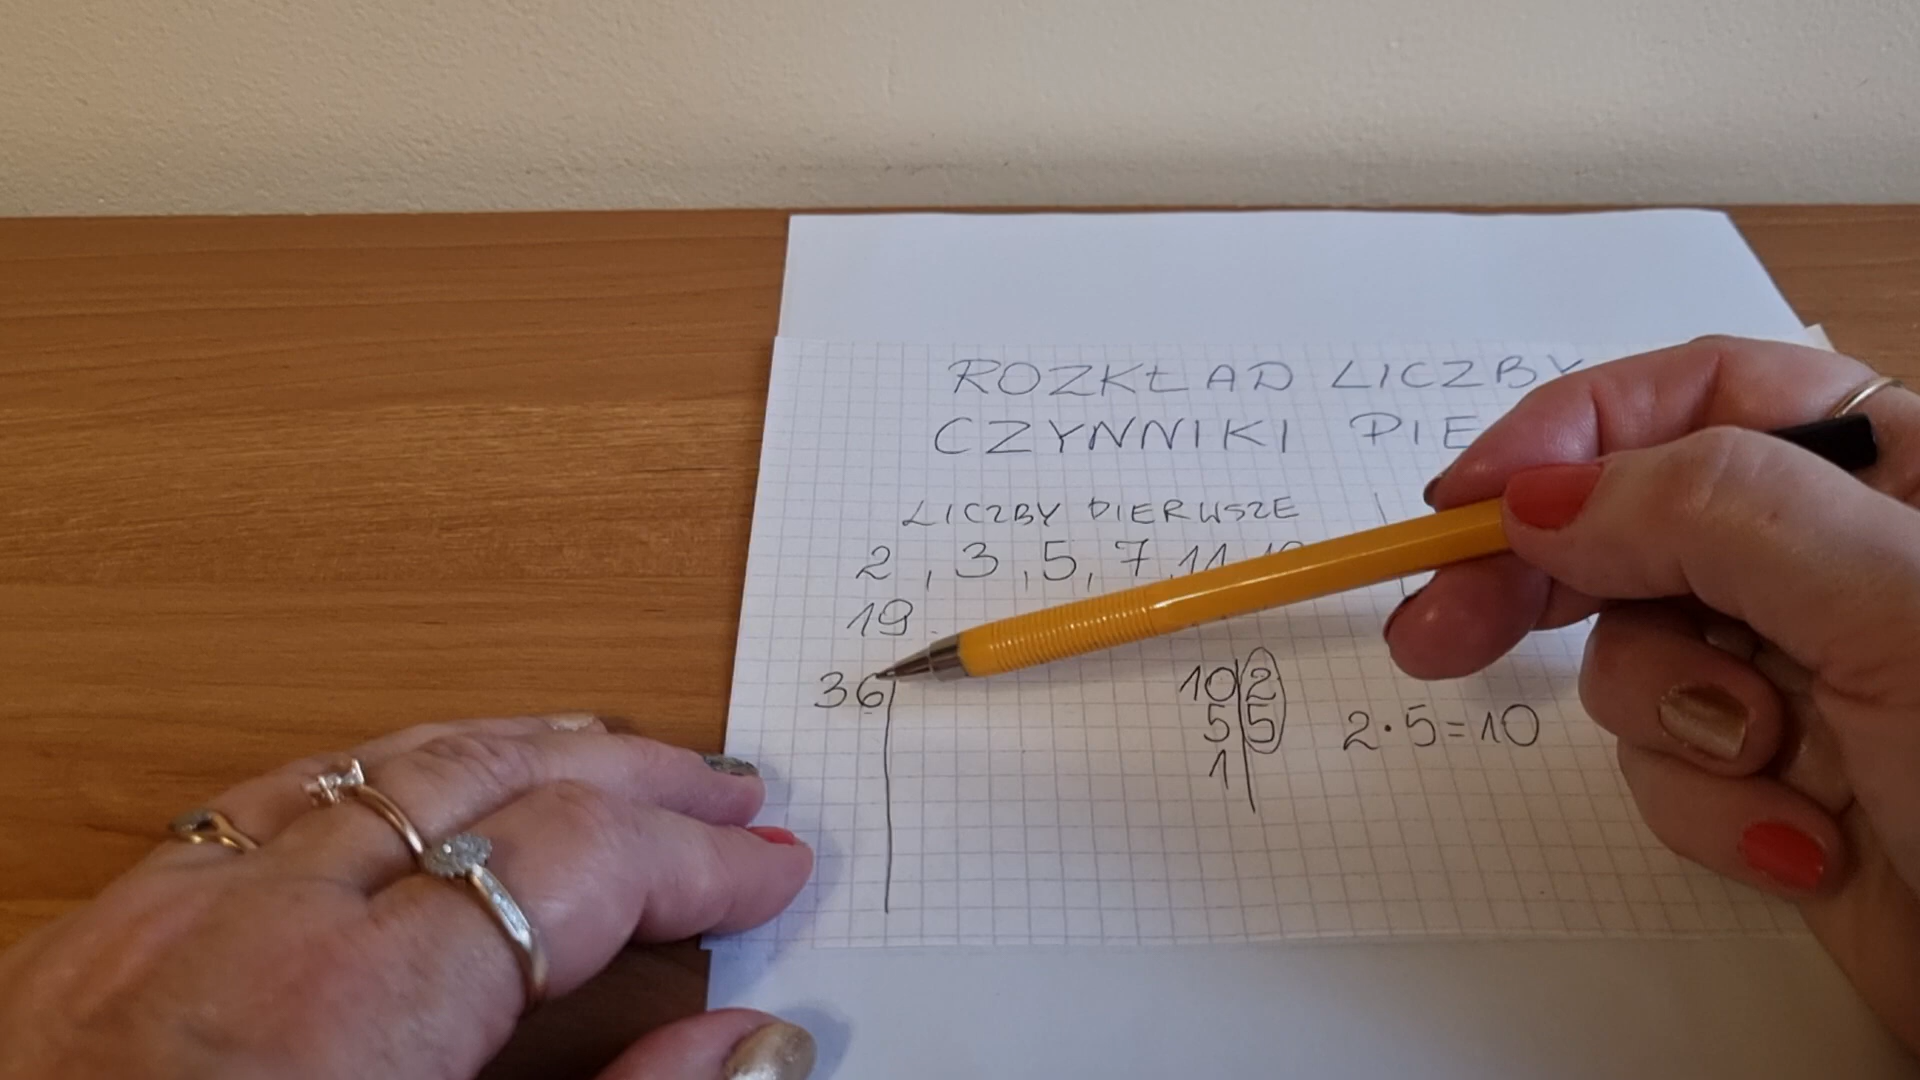 ROZKŁAD LICZBY
CZYNNIKI
LICZBY PIERWSZE
2, 3, 5, 7, 11
19
36
10 2
5 5 2·5=10
1